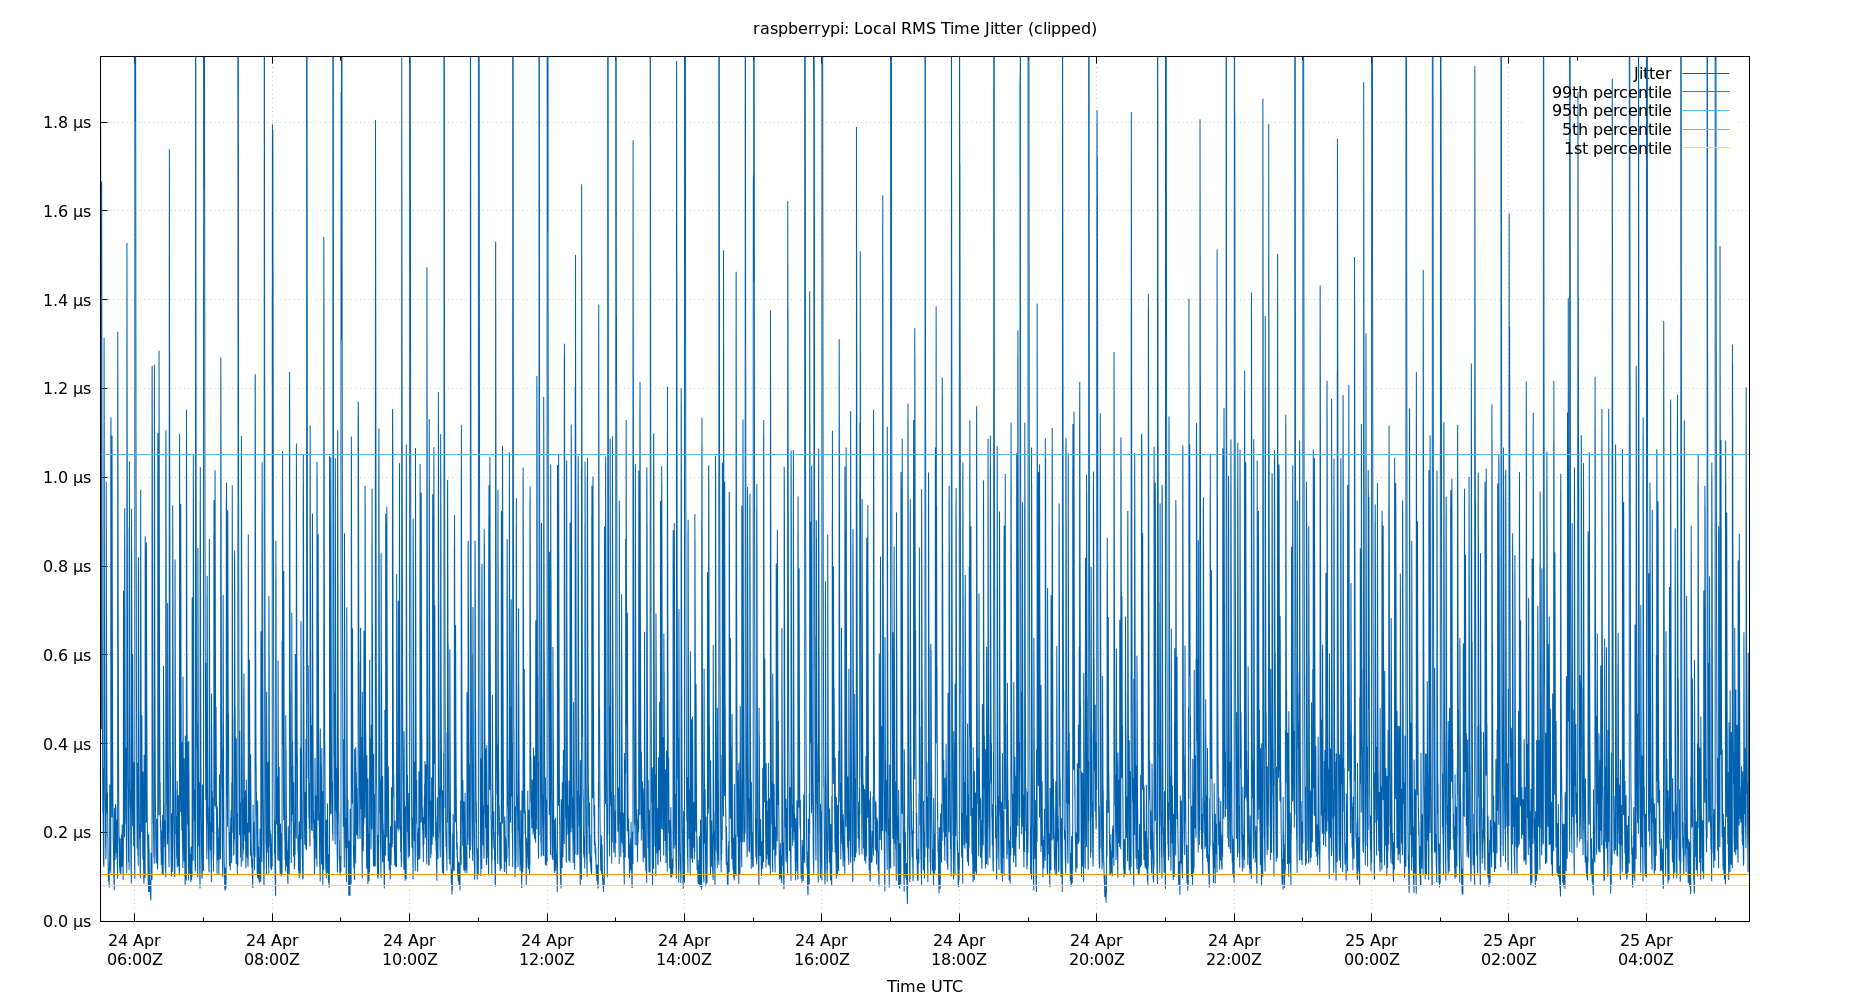 raspberrypi: Local RMS Time Jitter (clipped)
Jitter
99th percentile
95th percentile
5th percentile
1st percentile
1.8 μs
1.6 μs
1.4 μs
1.2 μs
1.0 μs
0.8 μs
0.6 μs
0.4 μs
0.2 μs
0.0 μs
24 Apr 24 Apr 24 Apr 24 Apr 24 Apr 24 Apr 24 Apr 24 Apr 24 Apr 25 Apr 25 Apr 25 Apr
06:00Z 08:00Z 10:00Z 12:00Z 14:00Z 16:00Z 18:00Z 20:00Z 22:00Z 00:00Z 02:00Z 04:00Z
Time UTC